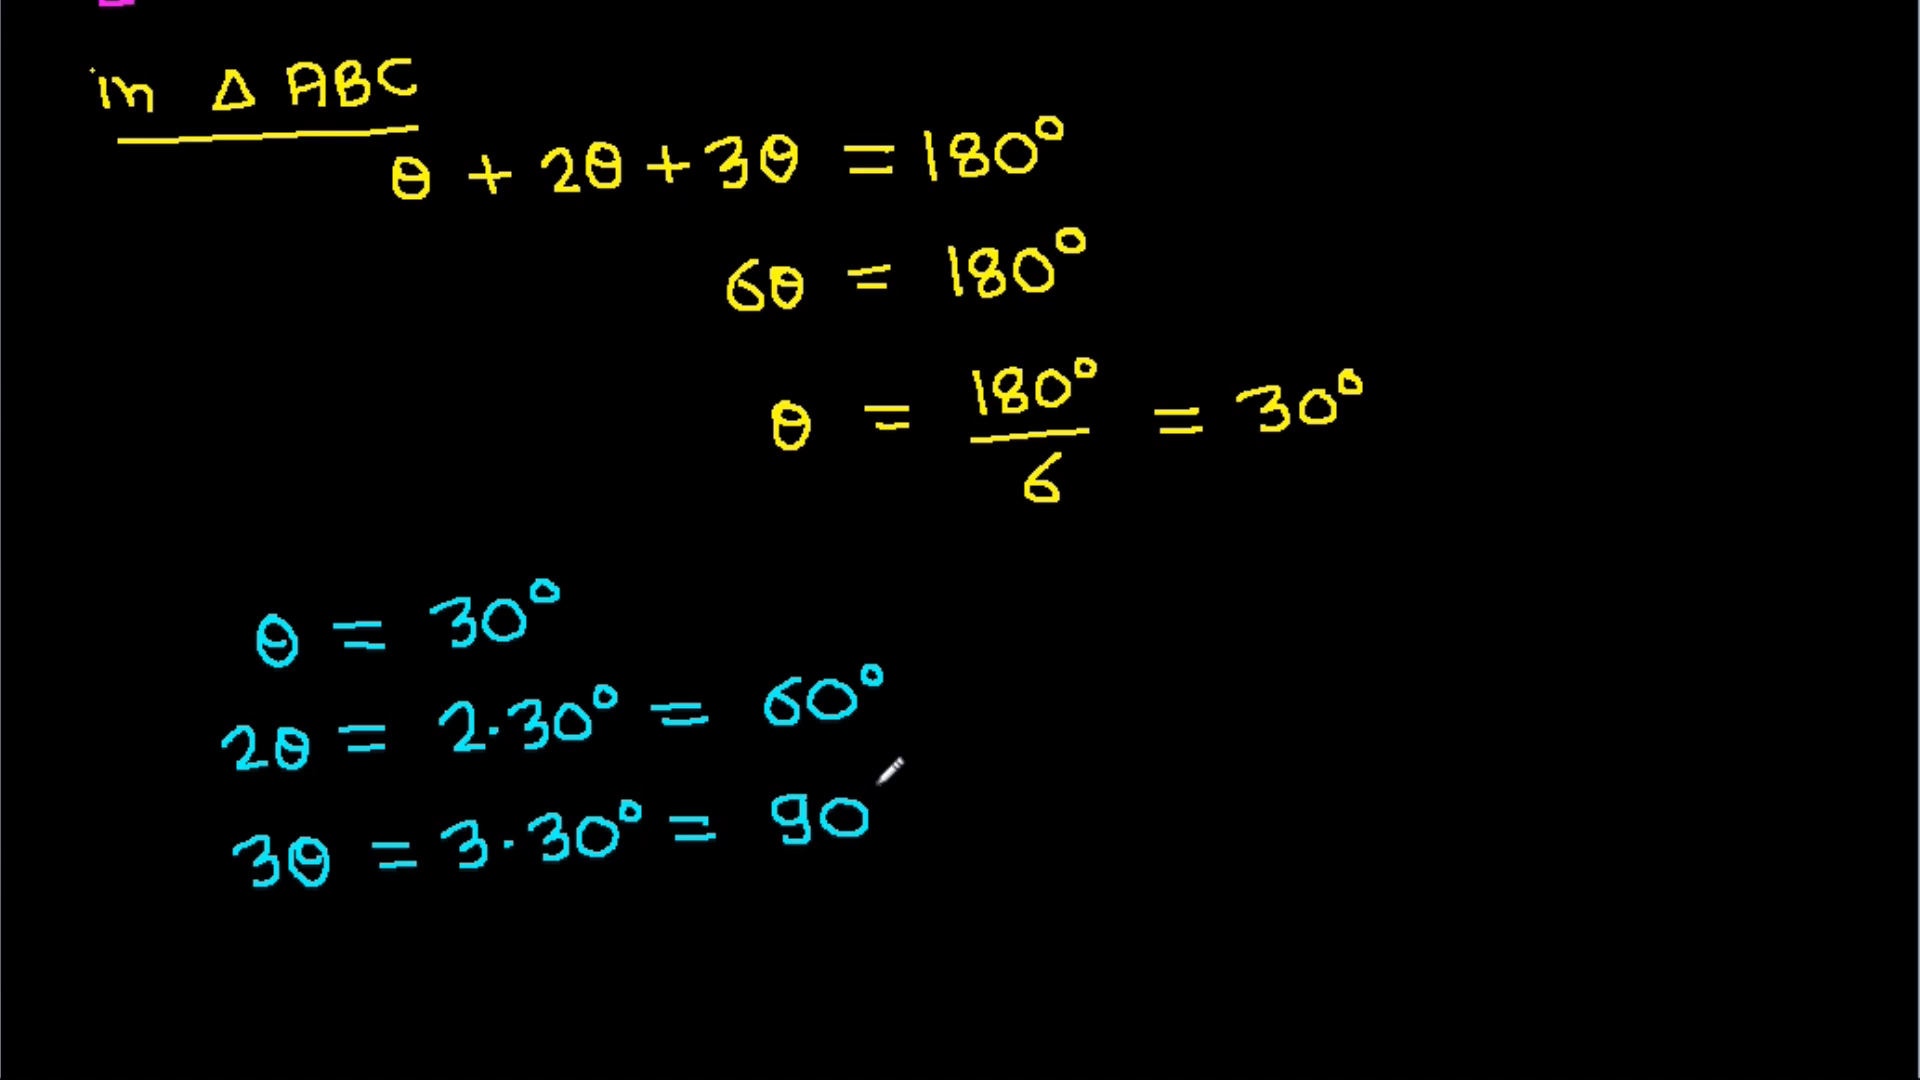 in Δ ABC
θ + 2θ + 3θ = 180°
6θ = 180°
θ = 180°/6 = 30°
θ = 30°
2θ = 2·30° = 60°
3θ = 3·30° = 90